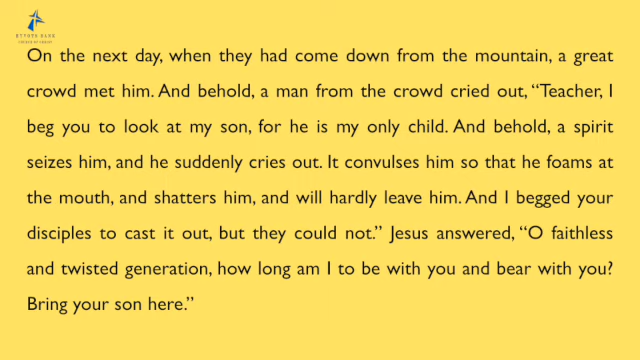 ETTOTS BANK
CHURCH OF CHRIST
On the next day, when they had come down from the mountain, a great
crowd met him. And behold, a man from the crowd cried out, “Teacher, I
beg you to look at my son, for he is my only child. And behold, a spirit
seizes him, and he suddenly cries out. It convulses him so that he foams at
the mouth, and shatters him, and will hardly leave him. And I begged your
disciples to cast it out, but they could not.” Jesus answered, “O faithless
and twisted generation, how long am I to be with you and bear with you?
Bring your son here.”